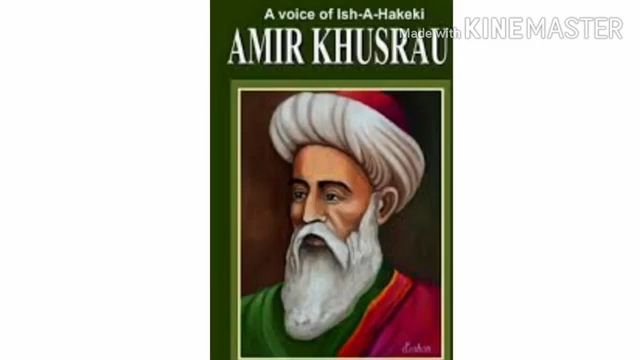 A voice of Ish-A-Hakeki
AMIR KHUSRAU
Made with KINEMASTER